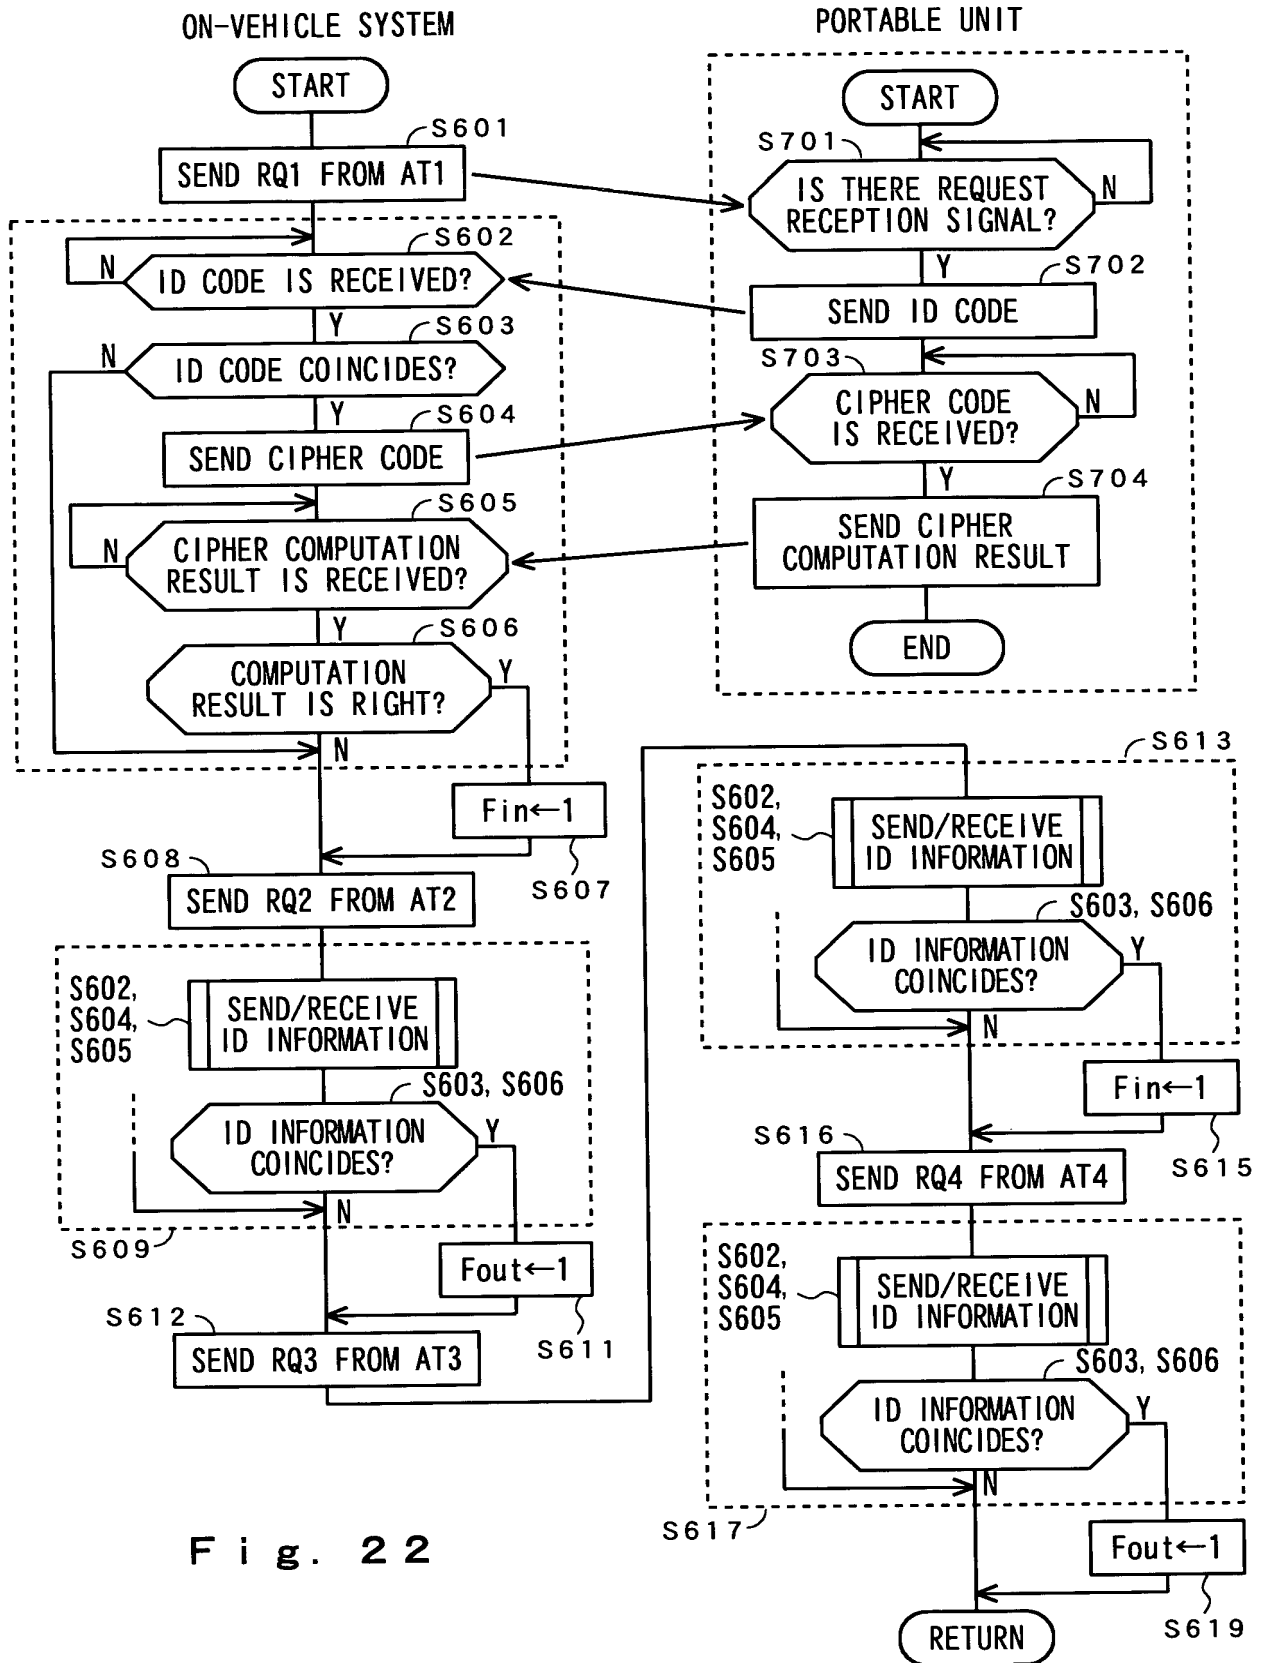 ON-VEHICLE SYSTEM
START
S601
SEND RQ1 FROM AT1
S602
N
ID CODE IS RECEIVED?
Y
S603
N
ID CODE COINCIDES?
Y
S604
SEND CIPHER CODE
S605
N
CIPHER COMPUTATION
RESULT IS RECEIVED?
Y
S606
COMPUTATION
RESULT IS RIGHT?
Y
N
Fin←1
S607
S608
SEND RQ2 FROM AT2
S602,
S604,
S605
SEND/RECEIVE
ID INFORMATION
S603, S606
ID INFORMATION
COINCIDES?
Y
N
S609
Fout←1
S611
S612
SEND RQ3 FROM AT3
PORTABLE UNIT
START
S701
IS THERE REQUEST
RECEPTION SIGNAL?
N
Y
S702
SEND ID CODE
S703
CIPHER CODE
IS RECEIVED?
N
Y
S704
SEND CIPHER
COMPUTATION RESULT
END
S613
S602,
S604,
S605
SEND/RECEIVE
ID INFORMATION
S603, S606
ID INFORMATION
COINCIDES?
Y
N
Fin←1
S615
S616
SEND RQ4 FROM AT4
S602,
S604,
S605
SEND/RECEIVE
ID INFORMATION
S603, S606
ID INFORMATION
COINCIDES?
Y
N
S617
Fout←1
S619
RETURN
Fig. 22